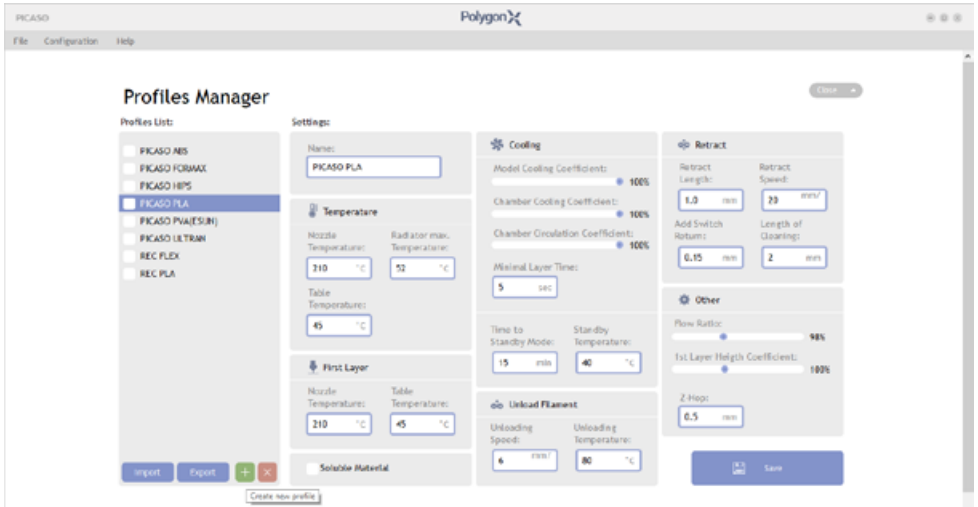 PICASO
Polygon X
File Configuration Help
Profiles Manager
Close
Profiles List:
PICASO ABS
PICASO FORMAX
PICASO HIPS
PICASO PLA
PICASO PVA(ESUN)
PICASO ULTRAN
REC FLEX
REC PLA
Import Export + ×
Create new profile
Settings:
Name:
PICASO PLA
Temperature
Nozzle Temperature:
210 °C
Radiator max. Temperature:
52 °C
Table Temperature:
45 °C
First Layer
Nozzle Temperature:
210 °C
Table Temperature:
45 °C
Soluble Material
Cooling
Model Cooling Coefficient:
100%
Chamber Cooling Coefficient:
100%
Chamber Circulation Coefficient:
100%
Minimal Layer Time:
5 sec
Time to Standby Mode:
15 min
Standby Temperature:
40 °C
Unload Filament
Unloading Speed:
6 mm/
Unloading Temperature:
80 °C
Retract
Retract Length:
1.0 mm
Retract Speed:
20 mm/
Add Switch Return:
0.15 mm
Length of Cleaning:
2 mm
Other
Flow Ratio:
98%
1st Layer Heigth Coefficient:
100%
Z-Hop:
0.5 mm
Save